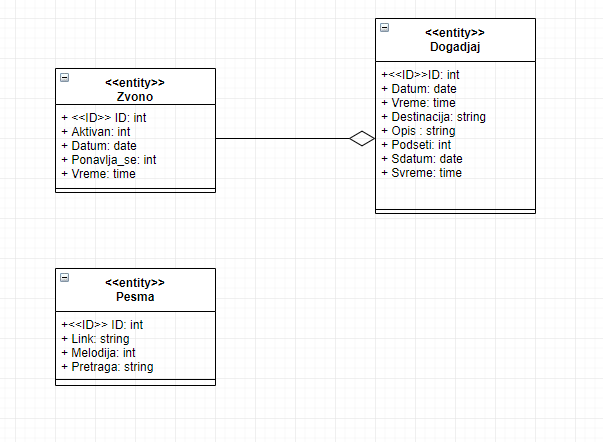 <<entity>>
Zvono
+ <<ID>> ID: int
+ Aktivan: int
+ Datum: date
+ Ponavlja_se: int
+ Vreme: time
<<entity>>
Dogadjaj
+<<ID>>ID: int
+ Datum: date
+ Vreme: time
+ Destinacija: string
+ Opis : string
+ Podseti: int
+ Sdatum: date
+ Svreme: time
<<entity>>
Pesma
+<<ID>> ID: int
+ Link: string
+ Melodija: int
+ Pretraga: string